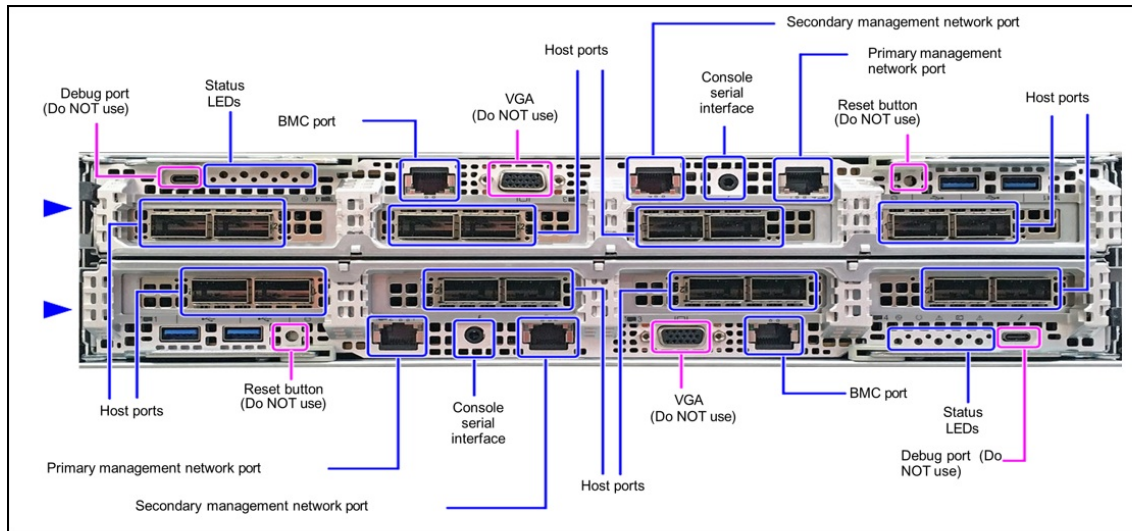 Secondary management network port
Host ports
Primary management
network port
Console
serial
interface
Debug port
(Do NOT use)
Status
LEDs
BMC port
VGA
(Do NOT use)
Reset button
(Do NOT use)
Host ports
Host ports
Reset button
(Do NOT use)
Console
serial
interface
VGA
(Do NOT use)
BMC port
Status
LEDs
Primary management network port
Secondary management network port
Host ports
Debug port (Do
NOT use)